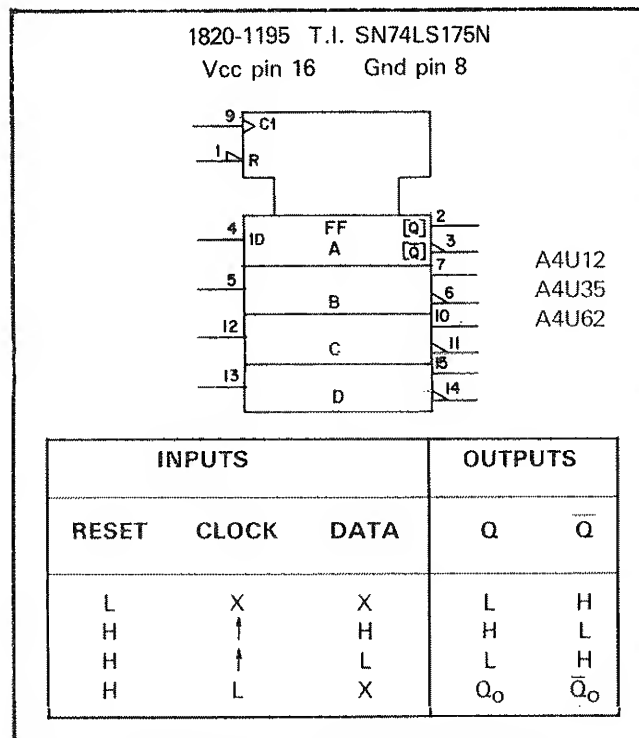 1820-1195 T.I. SN74LS175N
Vcc pin 16 Gnd pin 8
9 C1
1 R
4 1D FF [Q] 2
A [Q̅] 3
7
5 B 6
10
12 C 11
15
13 D 14
A4U12
A4U35
A4U62
INPUTS OUTPUTS
RESET CLOCK DATA Q Q̅
L X X L H
H ↑ H H L
H ↑ L L H
H L X Q₀ Q̅₀